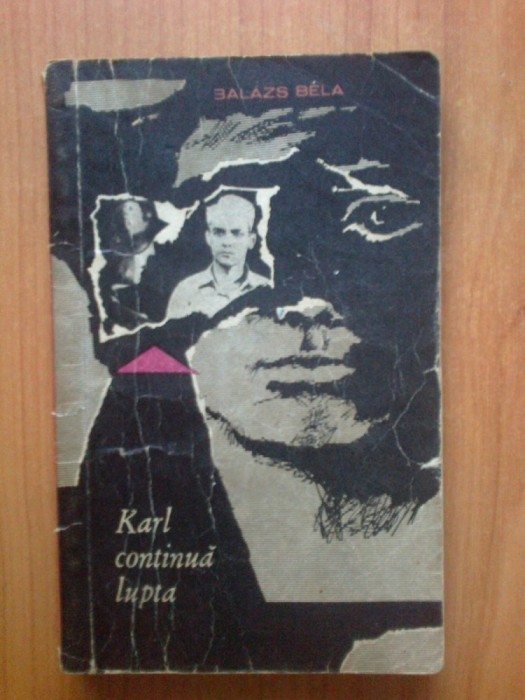 BALÁZS BÉLA
Karl
continuă
lupta